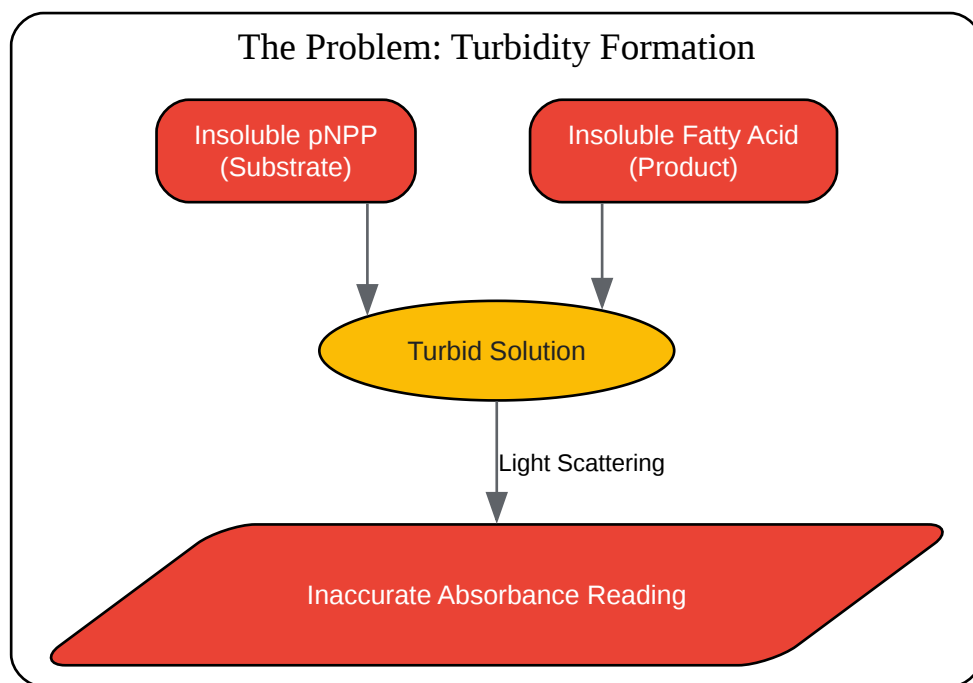 The Problem: Turbidity Formation
Insoluble pNPP
(Substrate)
Insoluble Fatty Acid
(Product)
Turbid Solution
Light Scattering
Inaccurate Absorbance Reading